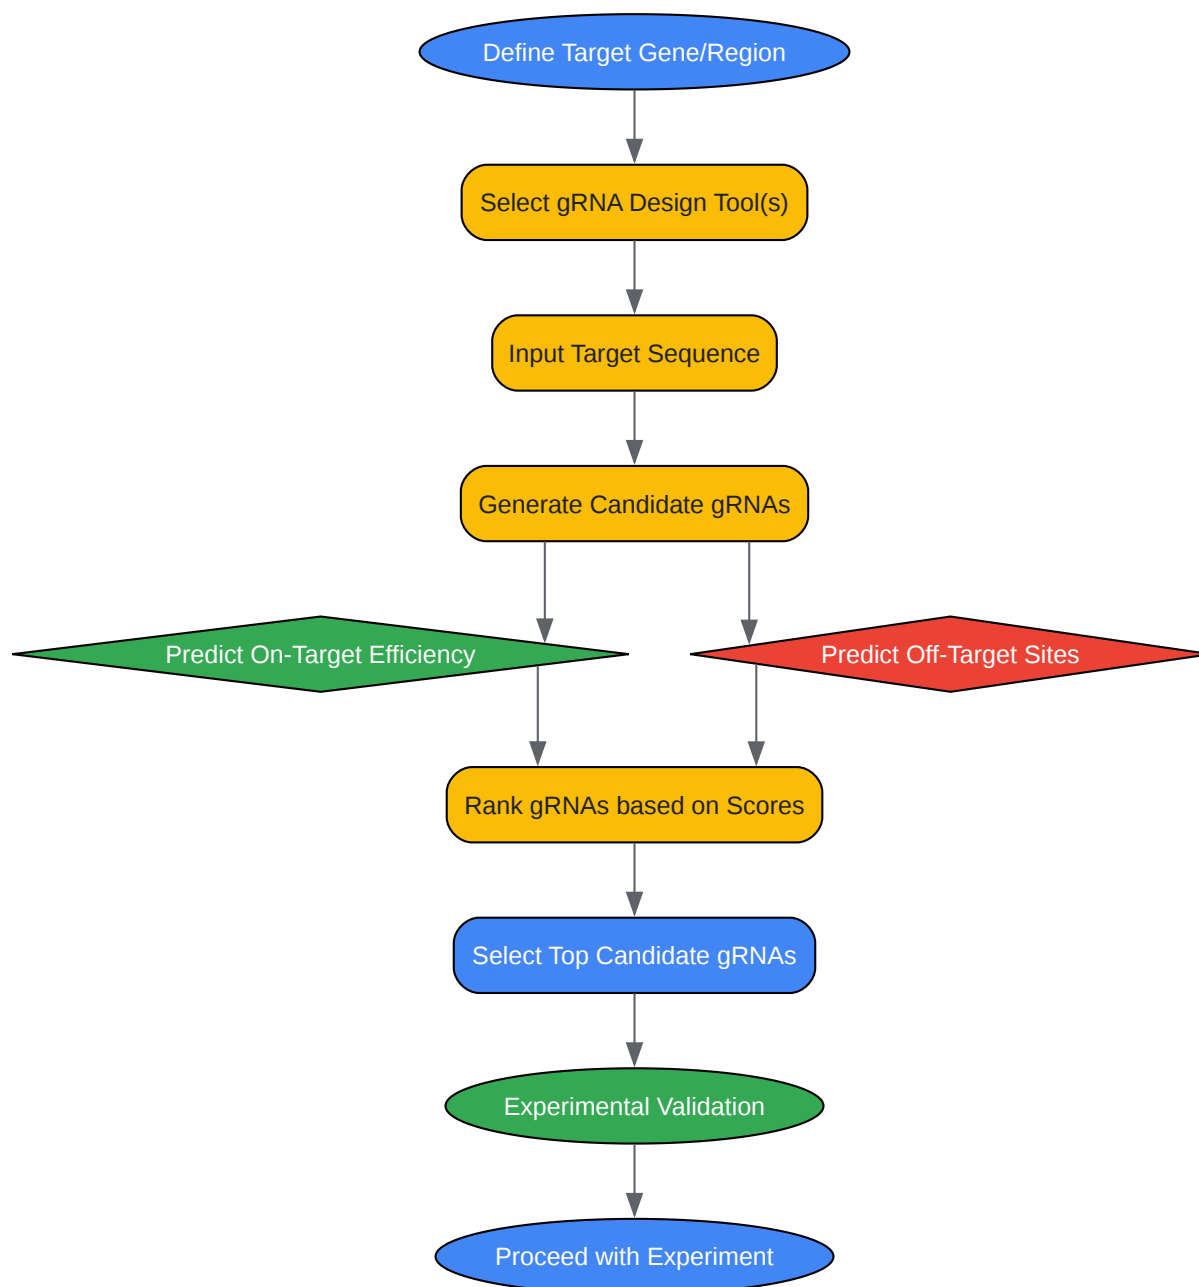 Define Target Gene/Region
Select gRNA Design Tool(s)
Input Target Sequence
Generate Candidate gRNAs
Predict On-Target Efficiency
Predict Off-Target Sites
Rank gRNAs based on Scores
Select Top Candidate gRNAs
Experimental Validation
Proceed with Experiment